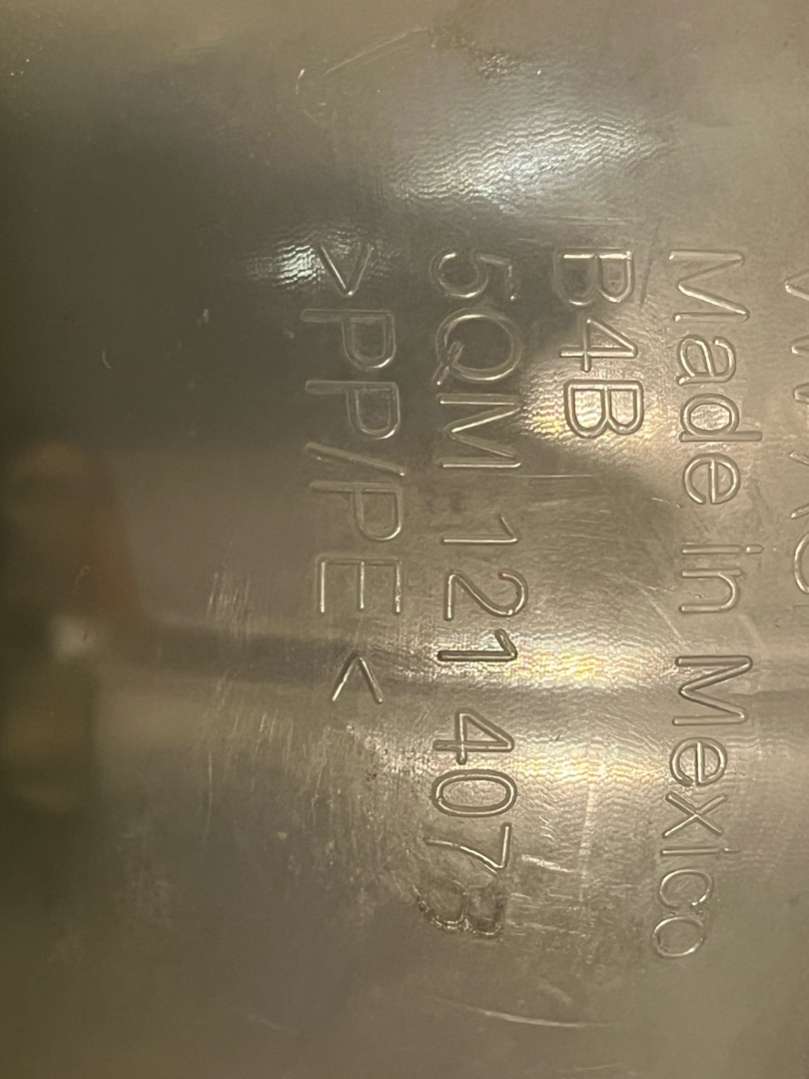 Made in Mexico
B4B
5QM 121 407B
>PP/PE <